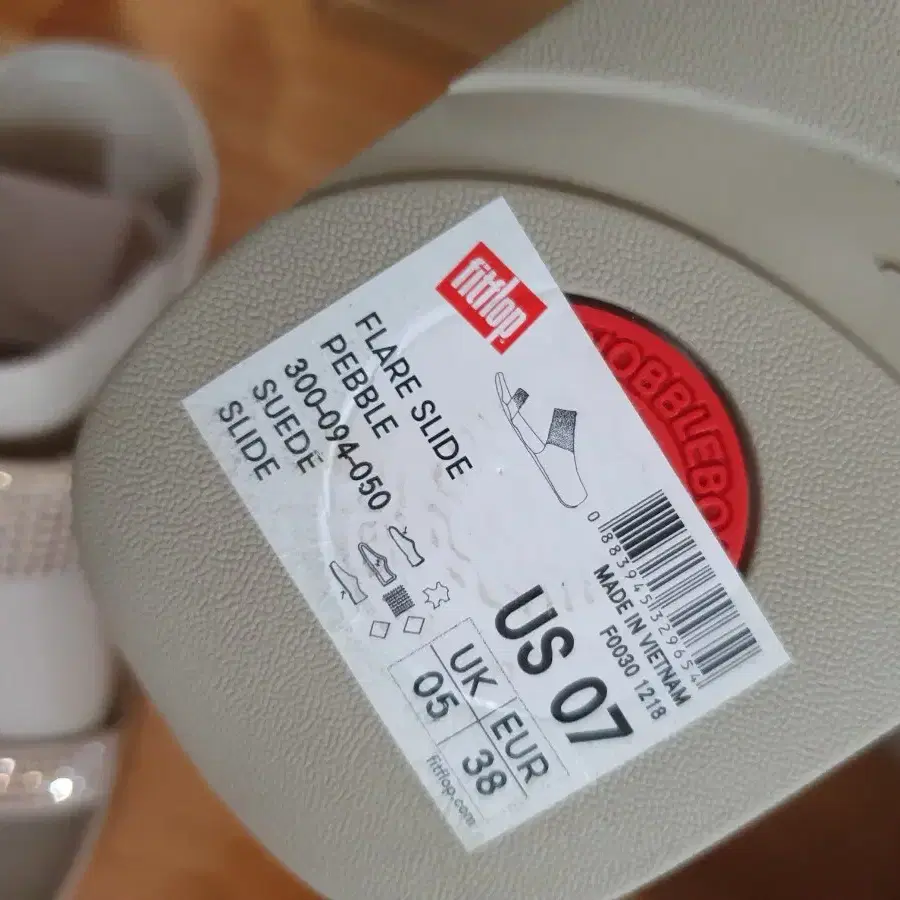 fitflop
FLARE SLIDE
PEBBLE
300-094-050
SUEDE
SLIDE
0 883945 329654
MADE IN VIETNAM
F0030 1218
US 07
UK EUR
05 38
fitflop.com
OBBLEBO